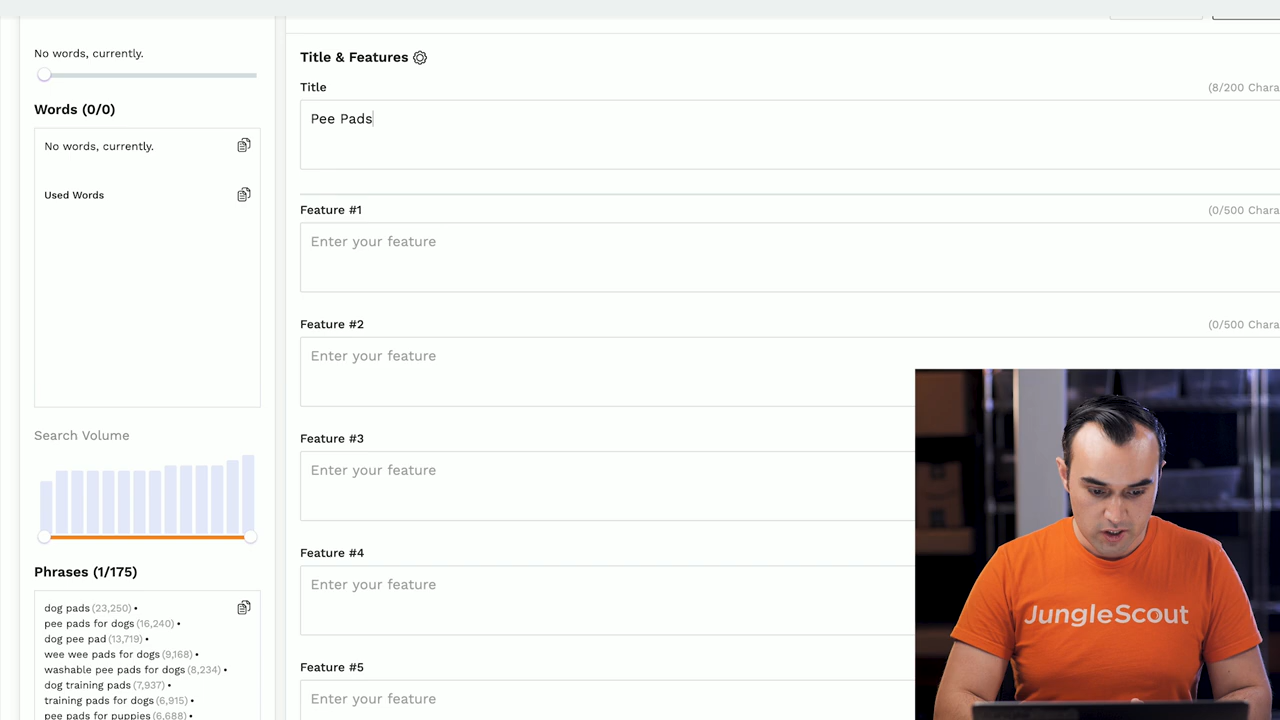 No words, currently.
Words (0/0)
No words, currently.
Used Words
Search Volume
Phrases (1/175)
dog pads (23,250) •
pee pads for dogs (16,240) •
dog pee pad (13,719) •
wee wee pads for dogs (9,168) •
washable pee pads for dogs (8,234) •
dog training pads (7,937) •
training pads for dogs (6,915) •
pee pads for puppies (6,688) •
Title & Features
Title
(8/200 Chara
Pee Pads
Feature #1
(0/500 Chara
Enter your feature
Feature #2
(0/500 Chara
Enter your feature
Feature #3
Enter your feature
Feature #4
Enter your feature
Feature #5
Enter your feature
JungleScout